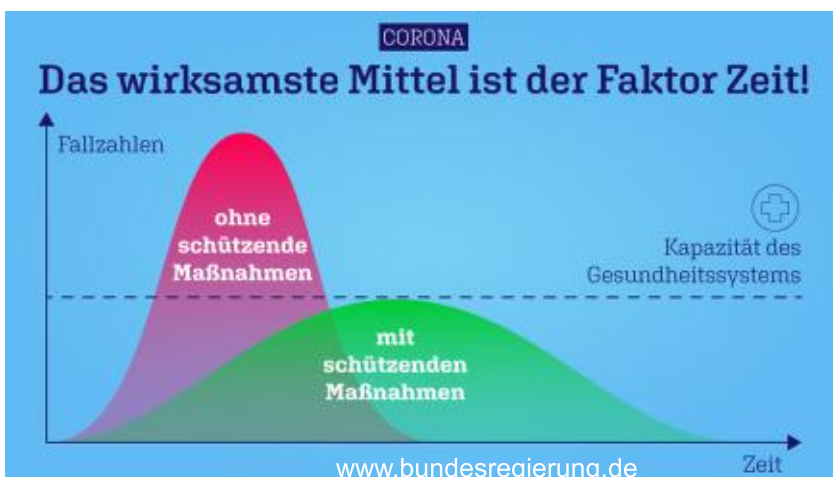 CORONA
Das wirksamste Mittel ist der Faktor Zeit!
Fallzahlen
ohne
schützende
Maßnahmen
Kapazität des
Gesundheitssystems
mit
schützenden
Maßnahmen
www.bundesregierung.de
Zeit